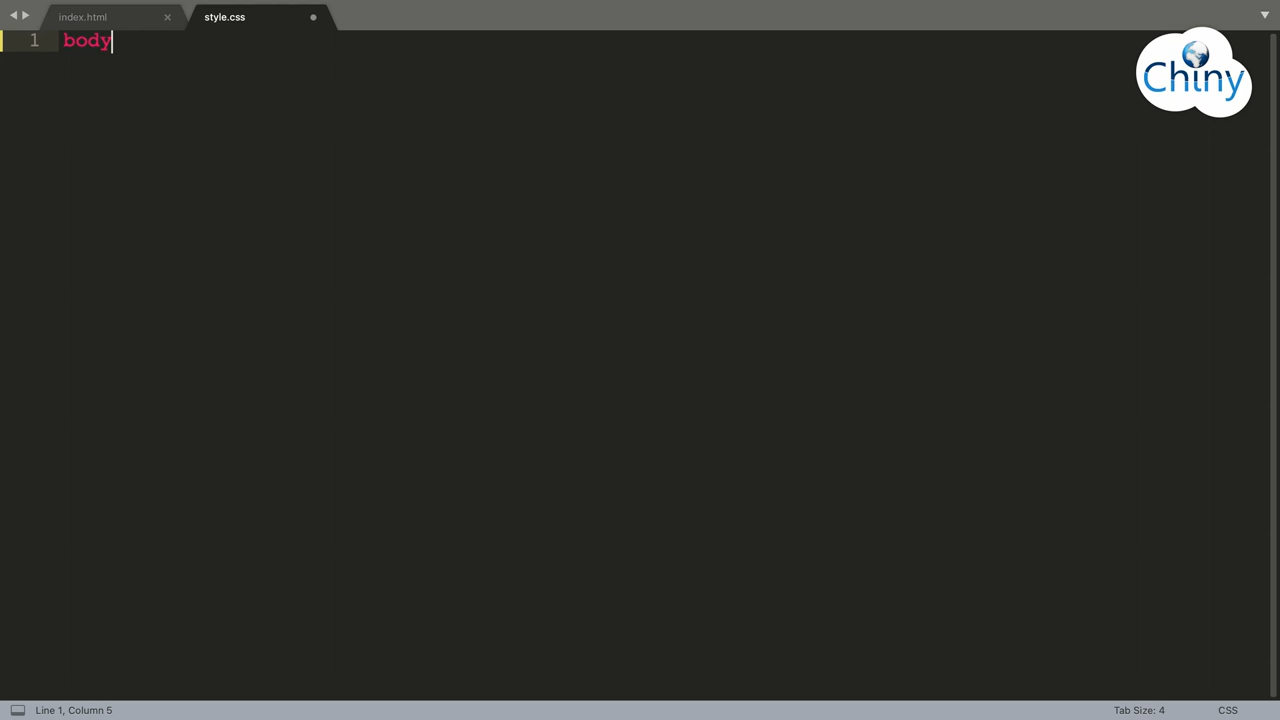 index.html
style.css
1 body
Chiny
Line 1, Column 5
Tab Size: 4
CSS